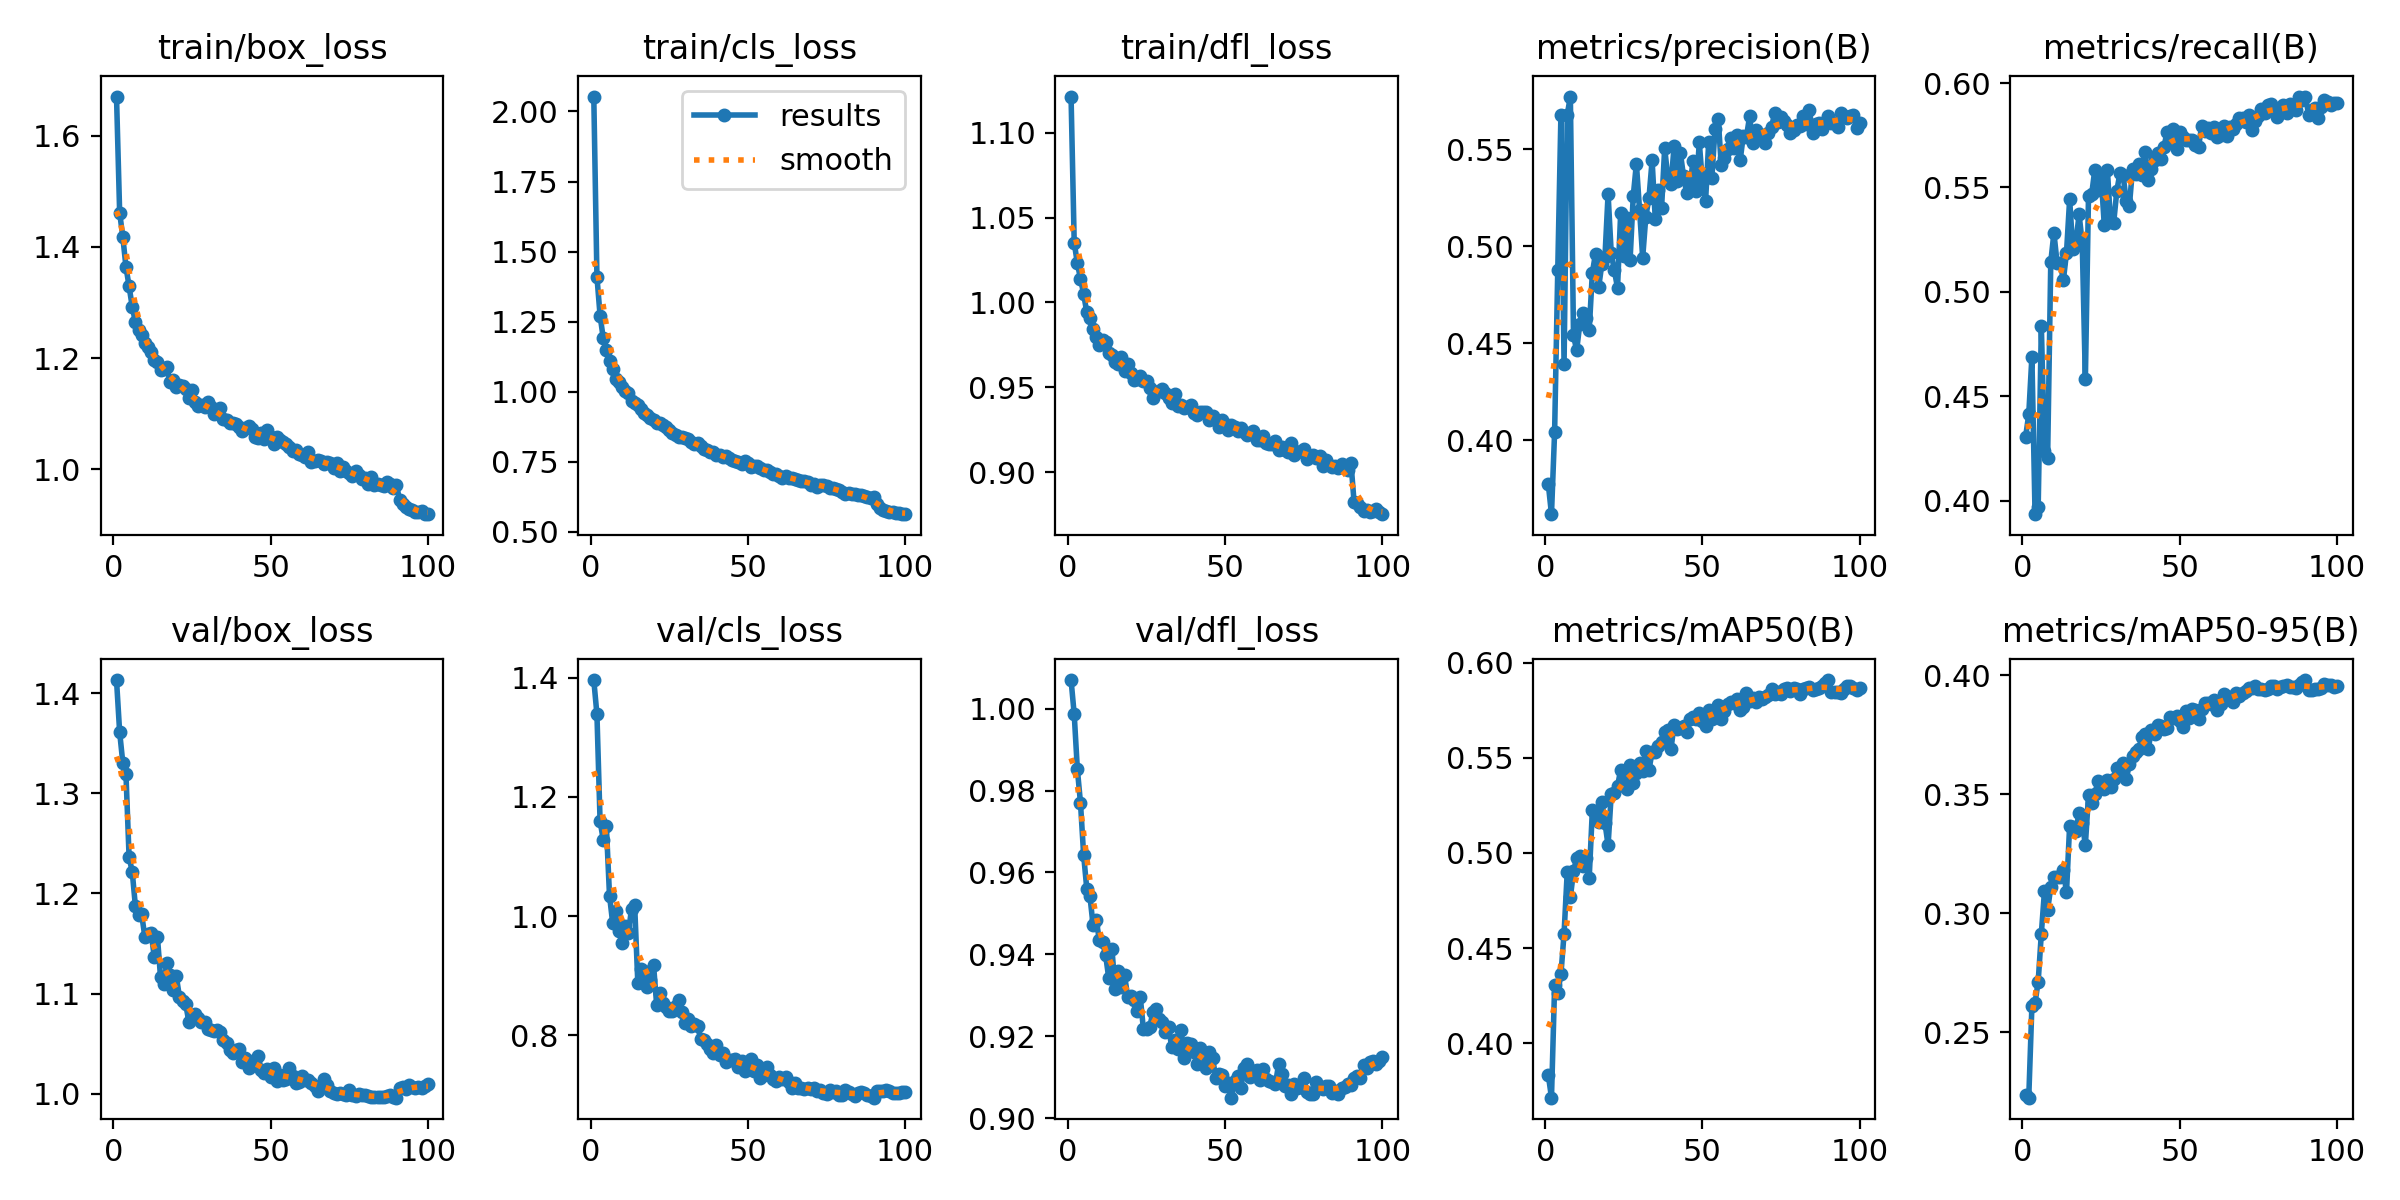 train/box_loss
1.6
1.4
1.2
1.0
0 50 100
train/cls_loss
results
smooth
2.00
1.75
1.50
1.25
1.00
0.75
0.50
0 50 100
train/dfl_loss
1.10
1.05
1.00
0.95
0.90
0 50 100
metrics/precision(B)
0.55
0.50
0.45
0.40
0 50 100
metrics/recall(B)
0.60
0.55
0.50
0.45
0.40
0 50 100
val/box_loss
1.4
1.3
1.2
1.1
1.0
0 50 100
val/cls_loss
1.4
1.2
1.0
0.8
0 50 100
val/dfl_loss
1.00
0.98
0.96
0.94
0.92
0.90
0 50 100
metrics/mAP50(B)
0.60
0.55
0.50
0.45
0.40
0 50 100
metrics/mAP50-95(B)
0.40
0.35
0.30
0.25
0 50 100